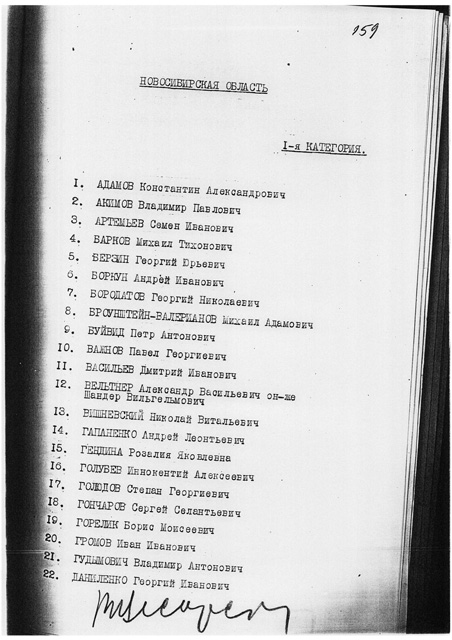 159
НОВОСИБИРСКАЯ ОБЛАСТЬ
I-я КАТЕГОРИЯ.
1. АДАМОВ Константин Александрович
2. АКИМОВ Владимир Павлович
3. АРТЕМЬЕВ Семен Иванович
4. БАРКОВ Михаил Тихонович
5. БЕРЗИН Георгий Юрьевич
6. БОРКУН Андрей Иванович
7. БОРОДАТОВ Георгий Николаевич
8. БРОУНШТЕЙН-ВАЛЕРИАНОВ Михаил Адамович
9. БУЙВИД Петр Антонович
10. ВАЖНОВ Павел Георгиевич
11. ВАСИЛЬЕВ Дмитрий Иванович
12. ВЕЛЬТНЕР Александр Васильевич он-же
Шандер Вильгельмович
13. ВИШНЕВСКИЙ Николай Витальевич
14. ГАПАНЕНКО Андрей Леонтьевич
15. ГЕНДИНА Розалия Яковлевна
16. ГОЛУБЕВ Иннокентий Алексеевич
17. ГОЛОДОВ Степан Георгиевич
18. ГОНЧАРОВ Сергей Селантьевич
19. ГОРЕЛИК Борис Моисеевич
20. ГРОМОВ Иван Иванович
21. ГУДЫМОВИЧ Владимир Антонович
22. ДАНИЛЕНКО Георгий Иванович